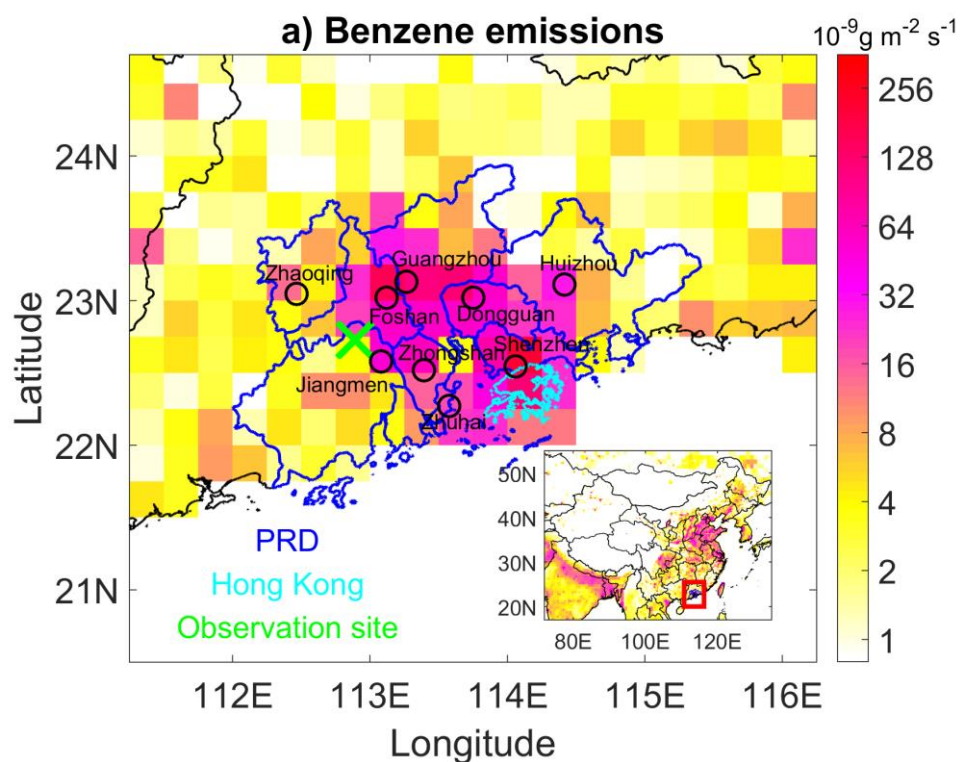 a) Benzene emissions
10⁻⁹g m⁻² s⁻¹
256
128
64
32
16
8
4
2
1
24N
23N
22N
21N
Latitude
112E
113E
114E
115E
116E
Longitude
Zhaoqing
Guangzhou
Huizhou
Foshan
Dongguan
Zhongshan
Shenzhen
Jiangmen
Zhuhai
PRD
Hong Kong
Observation site
50N
40N
30N
20N
80E
100E
120E